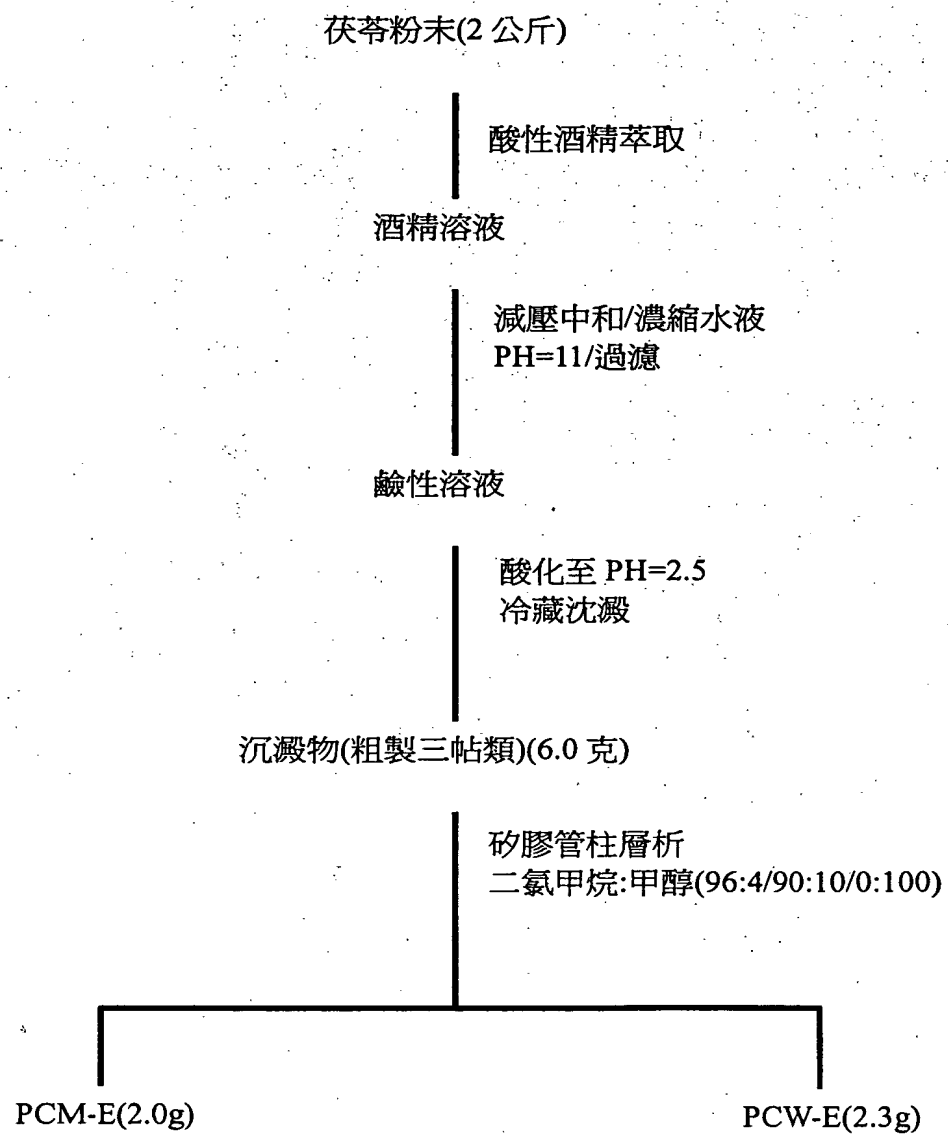 茯苓粉末(2 公斤)
酸性酒精萃取
酒精溶液
減壓中和/濃縮水液
PH=11/過濾
鹼性溶液
酸化至 PH=2.5
冷藏沈澱
沉澱物(粗製三帖類)(6.0 克)
矽膠管柱層析
二氯甲烷:甲醇(96:4/90:10/0:100)
PCM-E(2.0g)
PCW-E(2.3g)